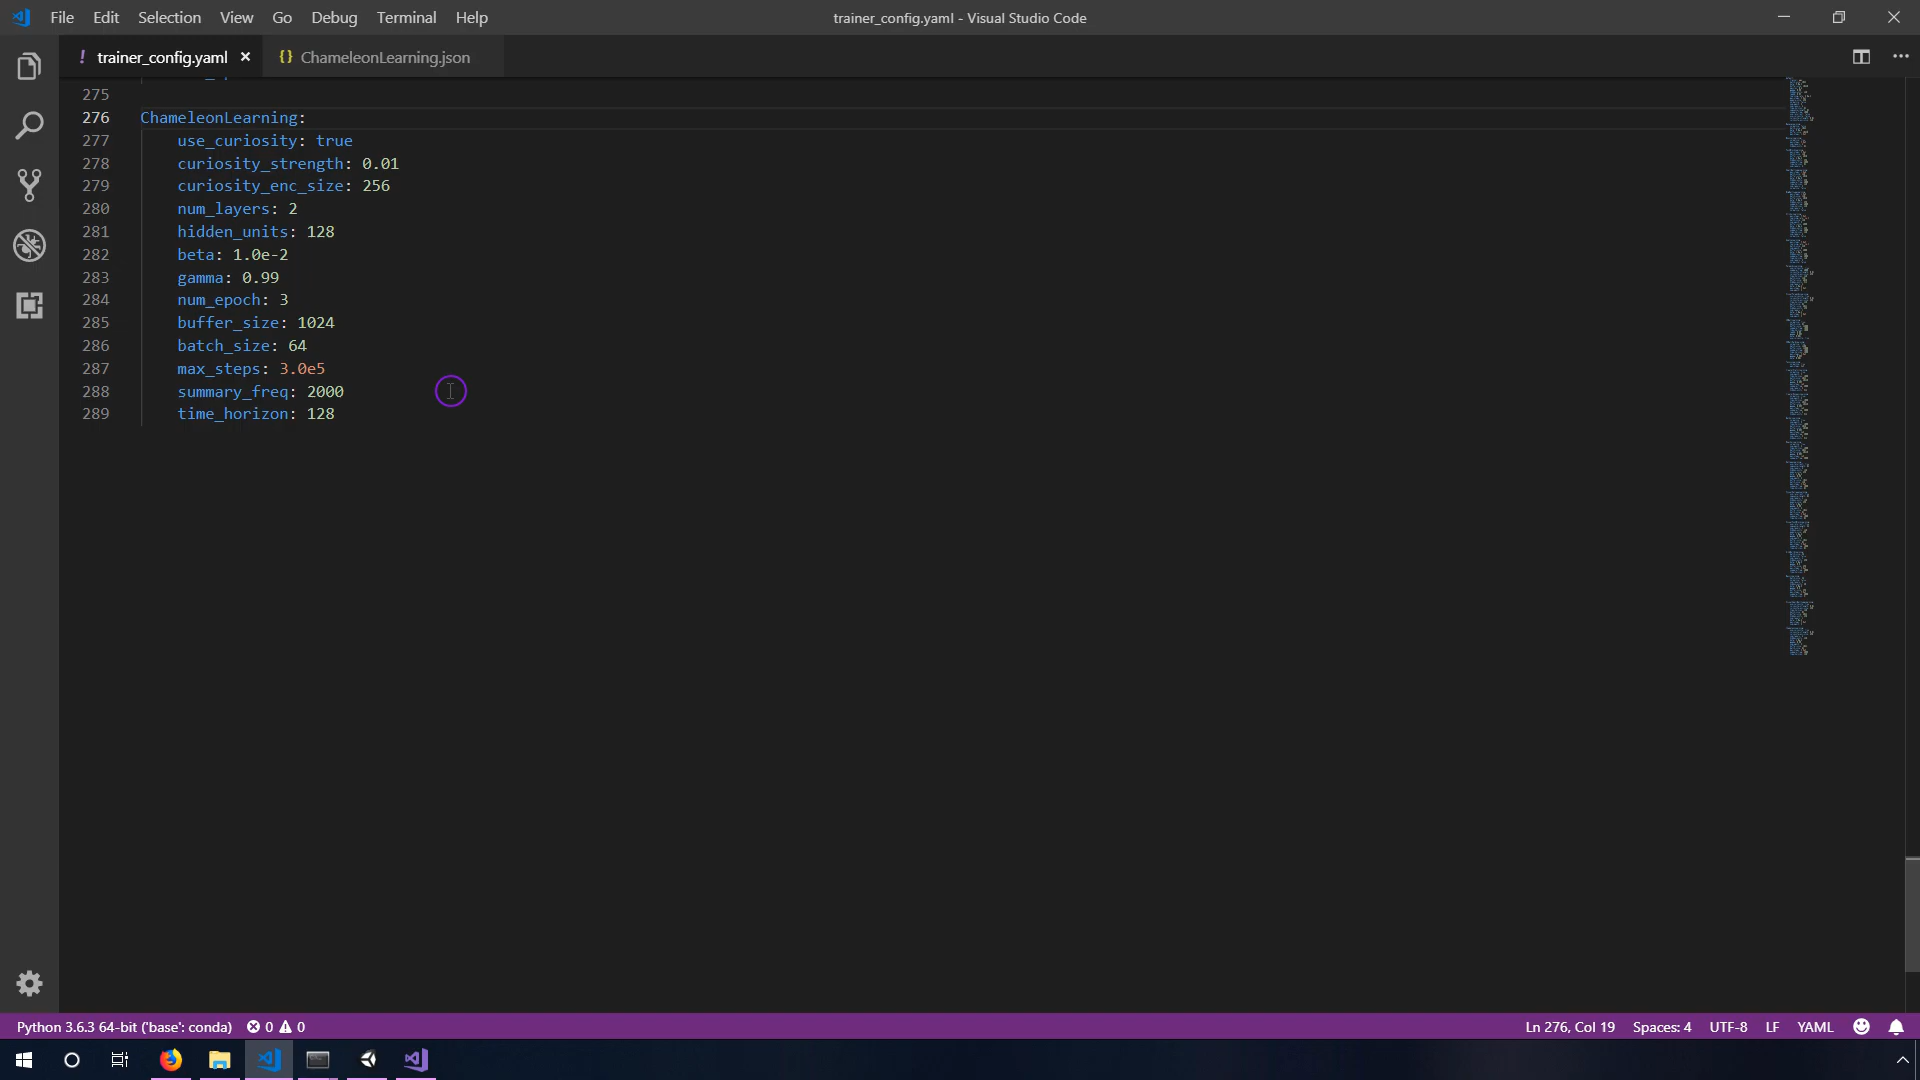 File Edit Selection View Go Debug Terminal Help
trainer_config.yaml - Visual Studio Code
! trainer_config.yaml ×
{} ChameleonLearning.json
275
276 ChameleonLearning:
277 use_curiosity: true
278 curiosity_strength: 0.01
279 curiosity_enc_size: 256
280 num_layers: 2
281 hidden_units: 128
282 beta: 1.0e-2
283 gamma: 0.99
284 num_epoch: 3
285 buffer_size: 1024
286 batch_size: 64
287 max_steps: 3.0e5
288 summary_freq: 2000
289 time_horizon: 128
Python 3.6.3 64-bit ('base': conda) 0 0
Ln 276, Col 19 Spaces: 4 UTF-8 LF YAML